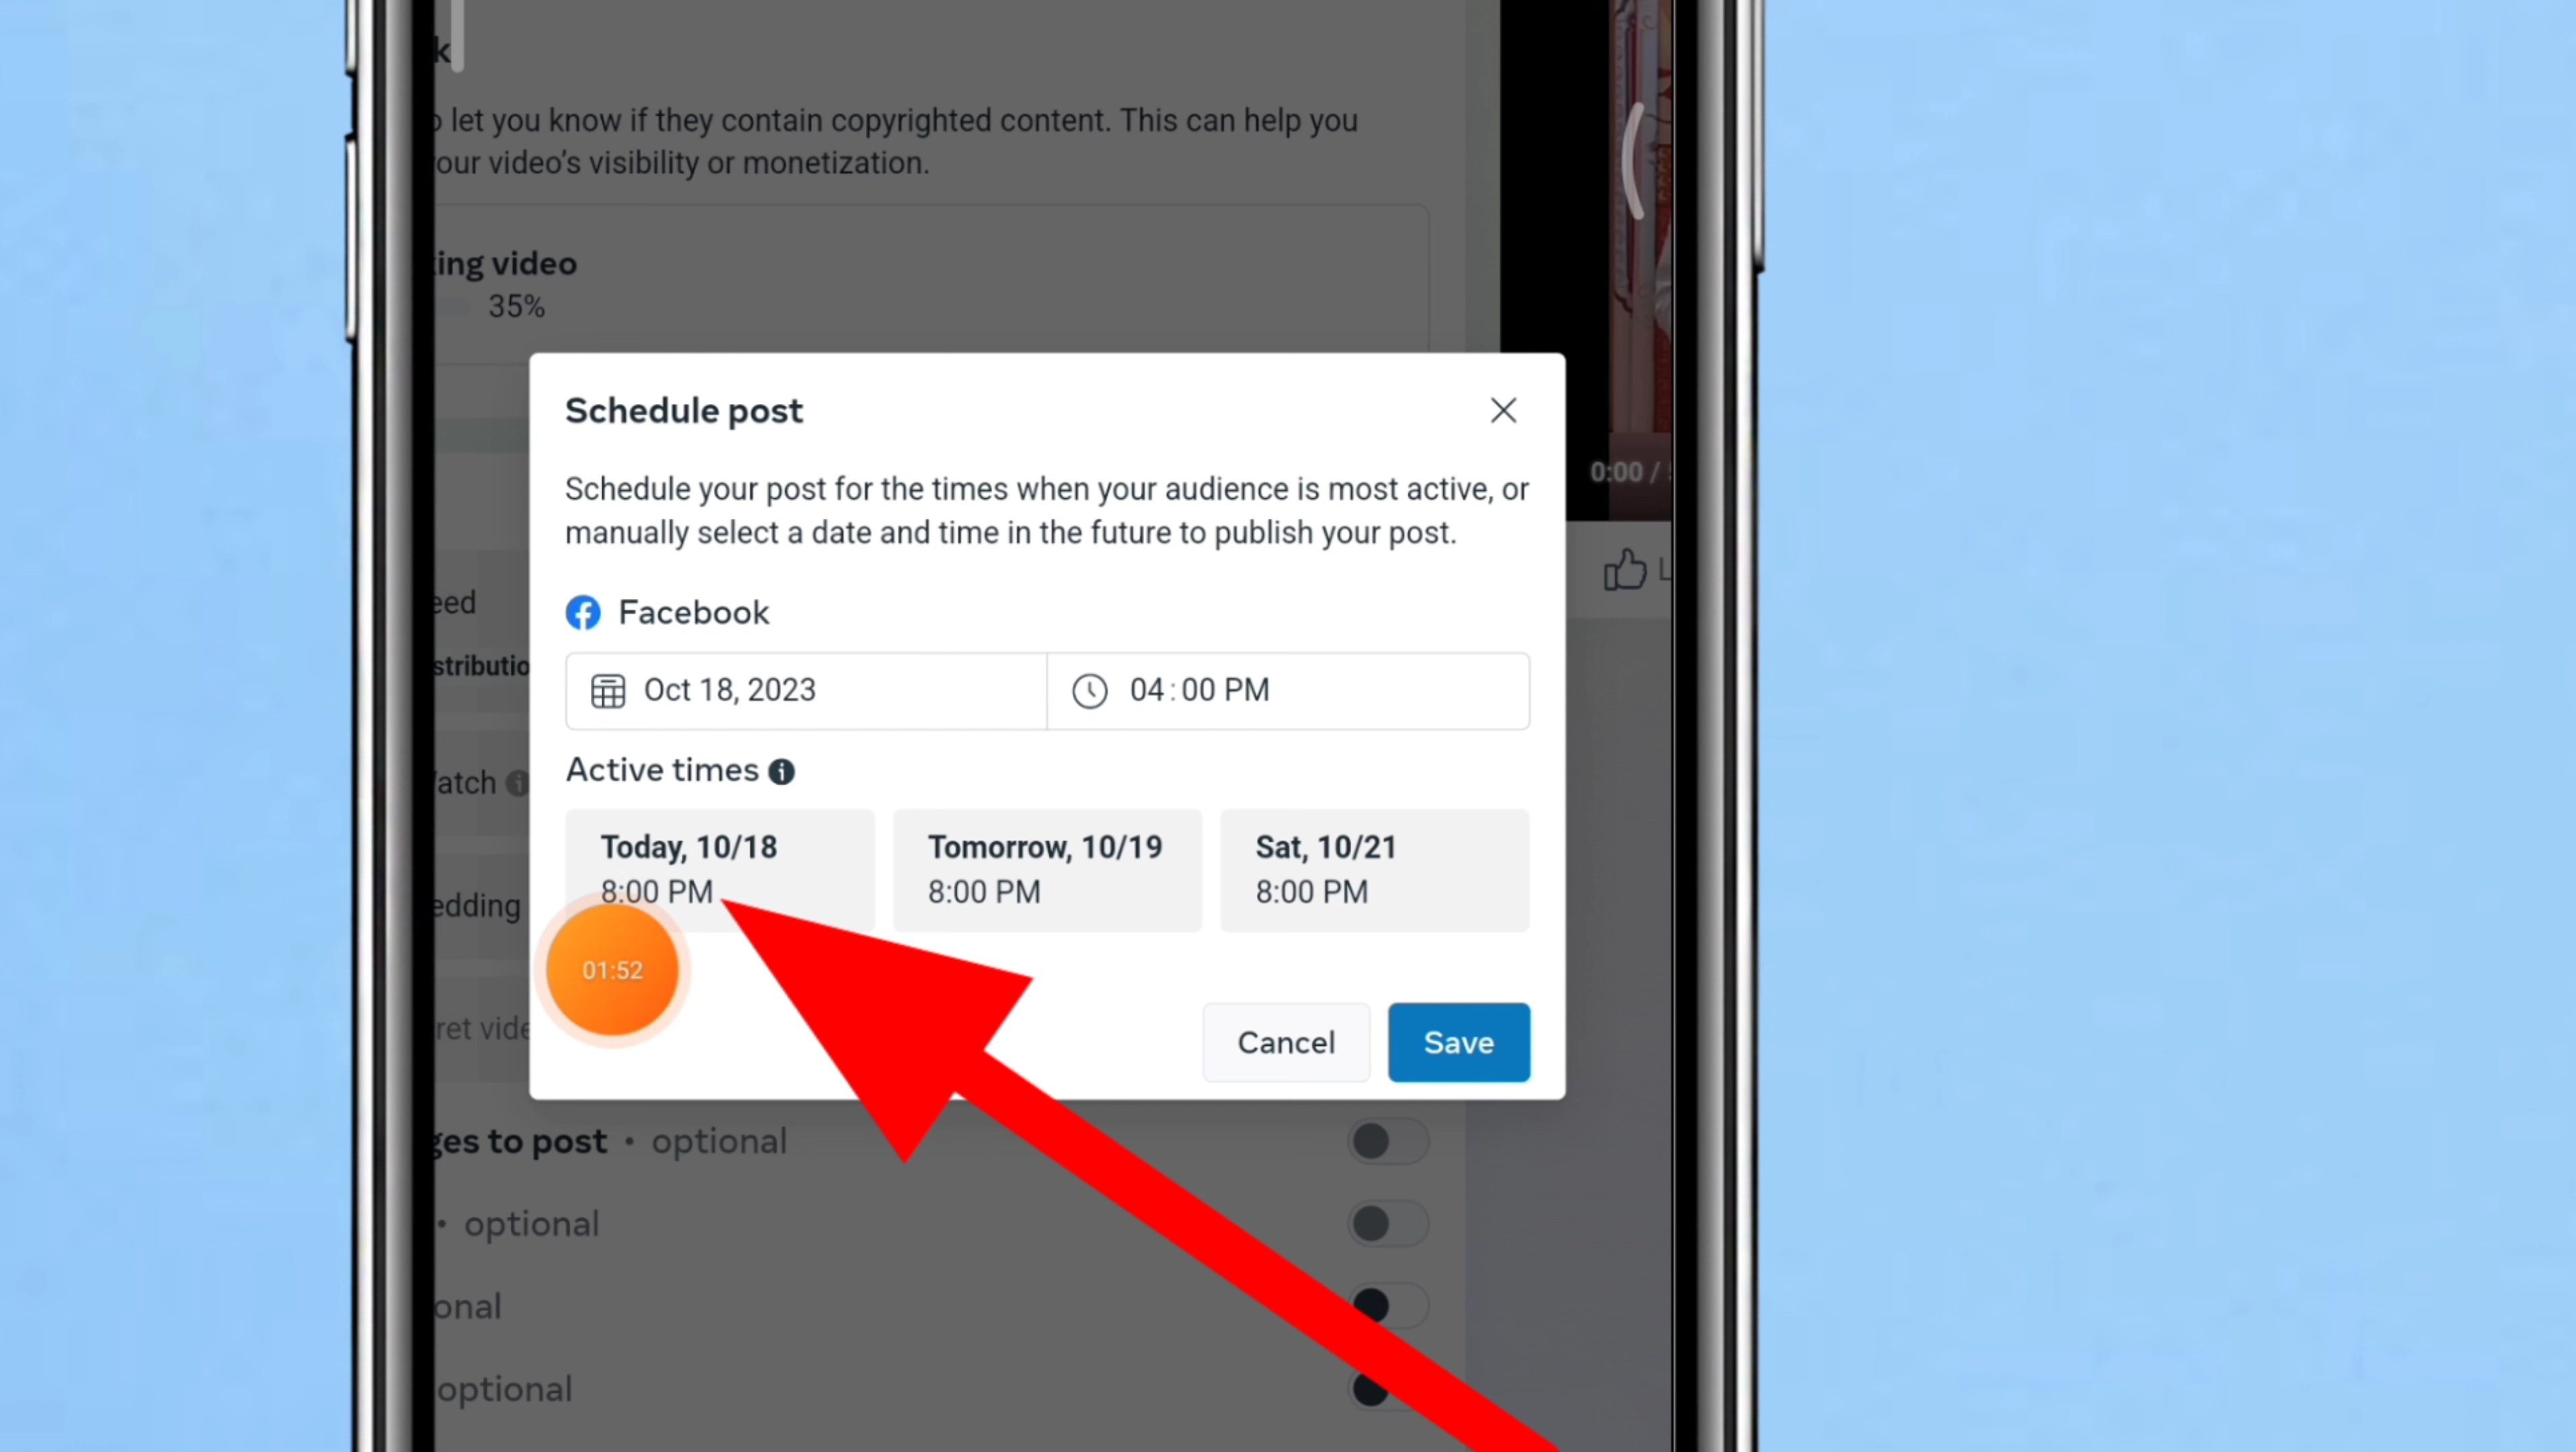 let you know if they contain copyrighted content. This can help you
our video's visibility or monetization.
king video
35%
Schedule post
Schedule your post for the times when your audience is most active, or
manually select a date and time in the future to publish your post.
0:00 /
Facebook
Oct 18, 2023
04:00 PM
Active times
Today, 10/18
8:00 PM
Tomorrow, 10/19
8:00 PM
Sat, 10/21
8:00 PM
01:52
Cancel
Save
eed
stributio
atch
edding
ret vide
ges to post • optional
• optional
onal
optional